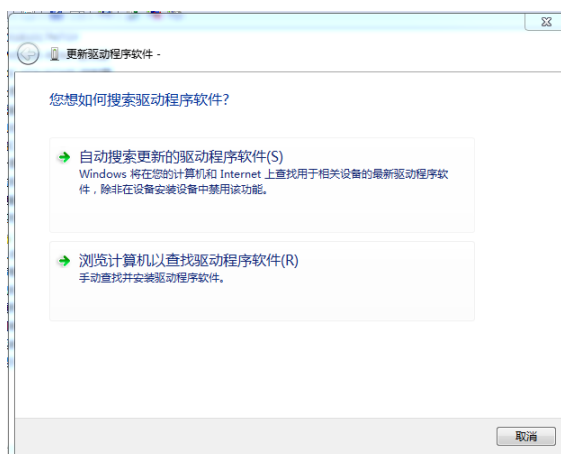 更新驱动程序软件 -
您想如何搜索驱动程序软件?
自动搜索更新的驱动程序软件(S)
Windows 将在您的计算机和 Internet 上查找用于相关设备的最新驱动程序软
件，除非在设备安装设置中禁用该功能。
浏览计算机以查找驱动程序软件(R)
手动查找并安装驱动程序软件。
取消